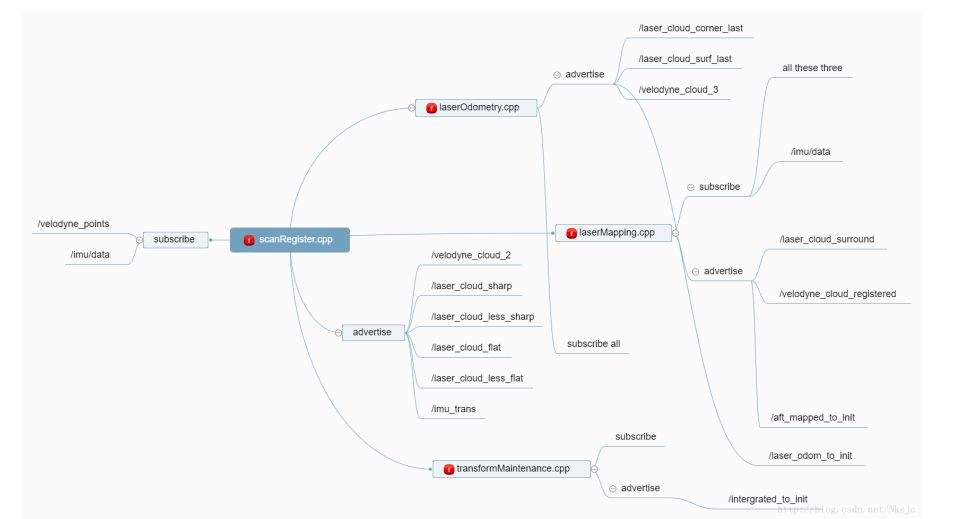 /laser_cloud_corner_last
/laser_cloud_surf_last
all these three
advertise
/velodyne_cloud_3
laserOdometry.cpp
/imu/data
subscribe
/velodyne_points
scanRegister.cpp
subscribe
laserMapping.cpp
/laser_cloud_surround
/imu/data
/velodyne_cloud_2
advertise
/laser_cloud_sharp
/velodyne_cloud_registered
/laser_cloud_less_sharp
advertise
/laser_cloud_flat
subscribe all
/laser_cloud_less_flat
/imu_trans
/aft_mapped_to_init
subscribe
/laser_odom_to_init
transformMaintenance.cpp
advertise
/intergrated_to_init
http://blog.csdn.net/Nksjc